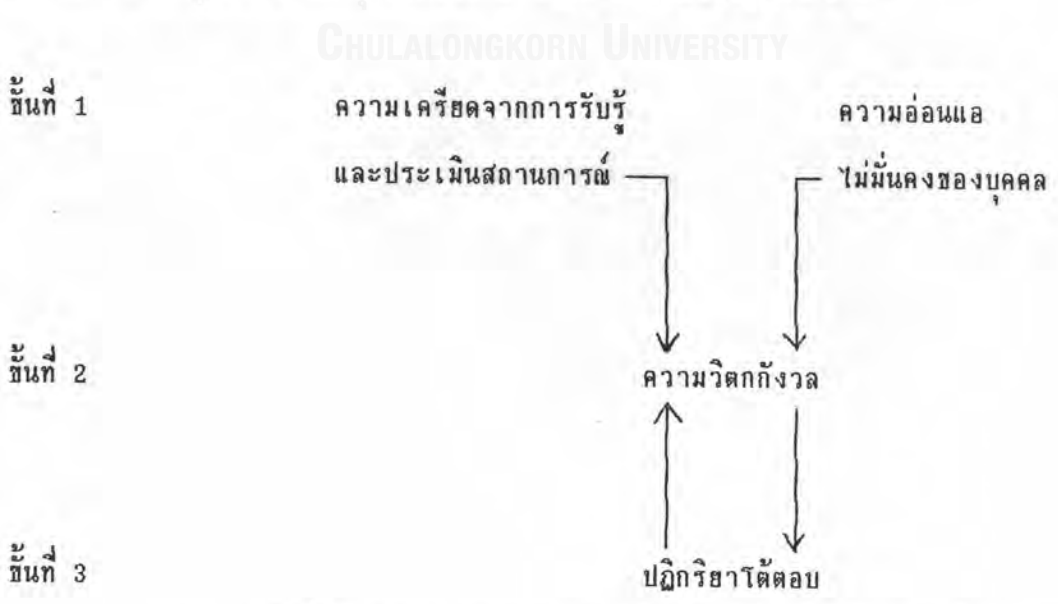 CHULALONGKORN UNIVERSITY
ขั้นที่ 1 ความเครียดจากการรับรู้ ความอ่อนแอ
และประเมินสถานการณ์ ไม่มั่นคงของบุคคล
ขั้นที่ 2 ความวิตกกังวล
ขั้นที่ 3 ปฏิกริยาโต้ตอบ